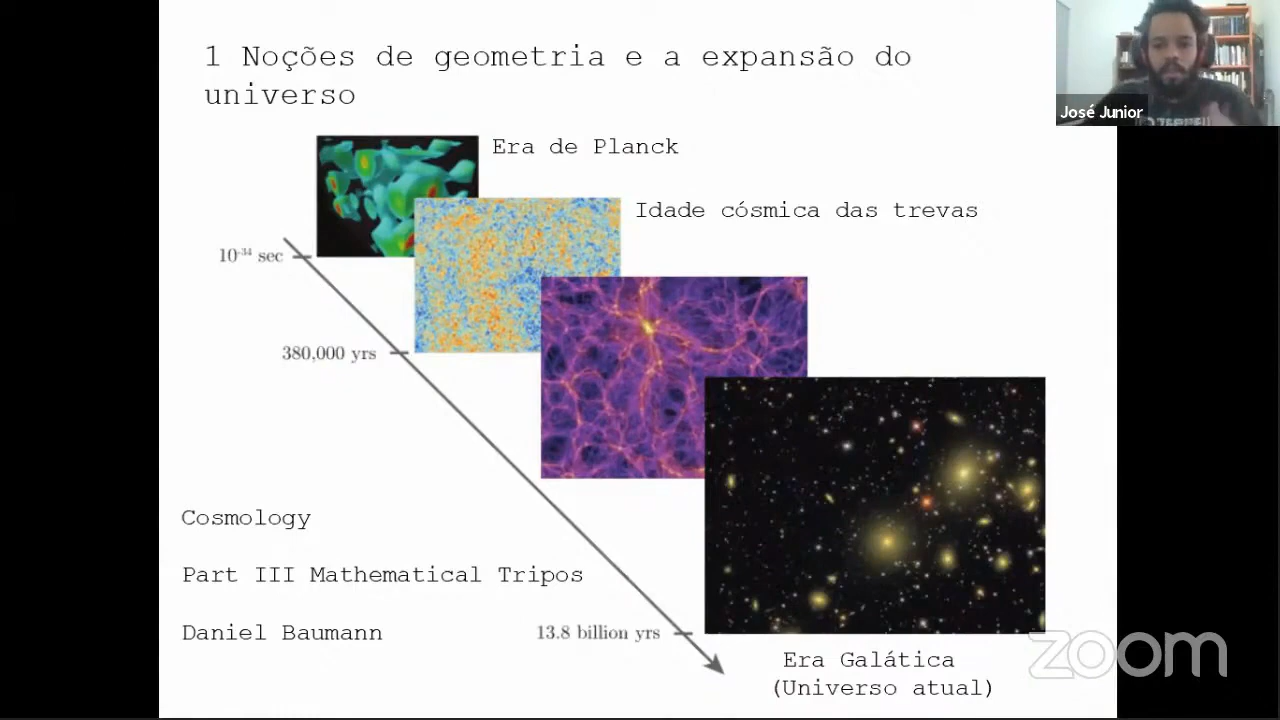 1 Noções de geometria e a expansão do
universo
José Junior
Era de Planck
Idade cósmica das trevas
10⁻³⁴ sec
380,000 yrs
Cosmology
Part III Mathematical Tripos
Daniel Baumann
13.8 billion yrs
Era Galática
(Universo atual)
zoom